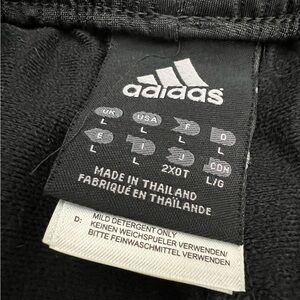 adidas
UK USA F D
L L L L
E I J CDN
L L 2XOT L/G
MADE IN THAILAND
FABRIQUÉ EN THAÏLANDE
D: MILD DETERGENT ONLY
KEINEN WEICHSPUELER VERWENDEN/
BITTE FEINWASCHMITTEL VERWENDEN/